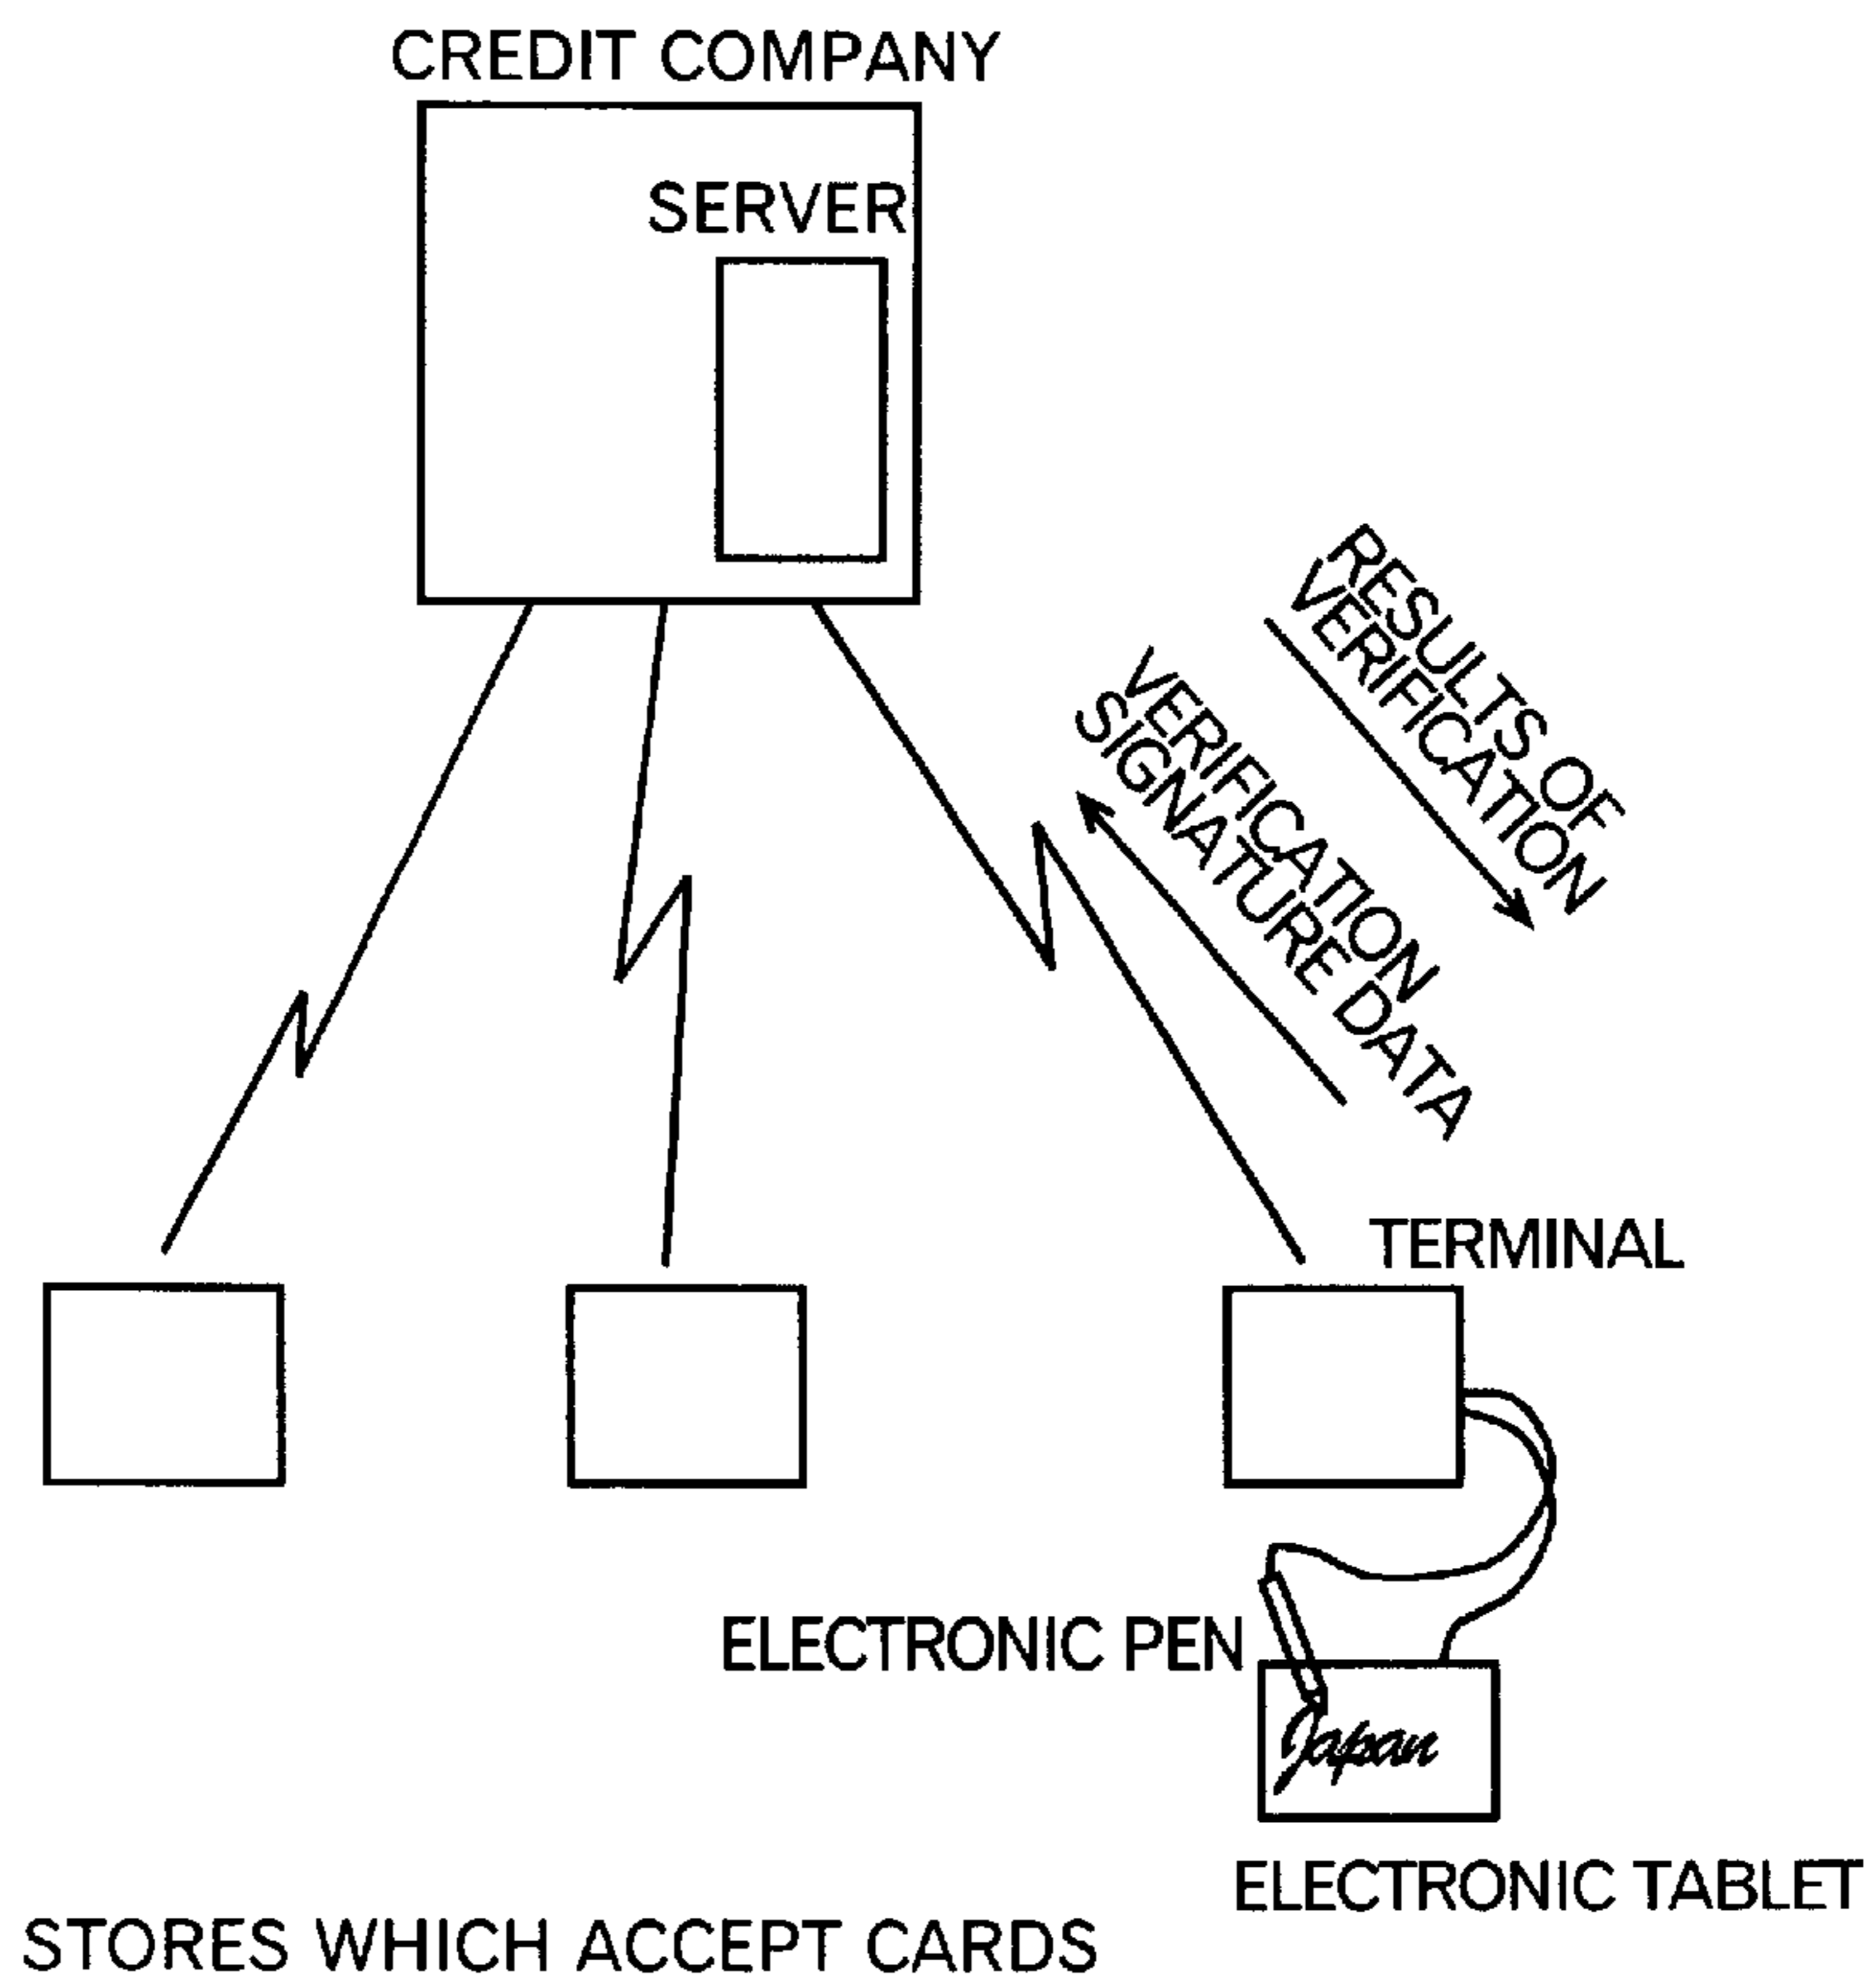 CREDIT COMPANY
SERVER
RESULTS OF
VERIFICATION
VERIFICATION
SIGNATURE DATA
TERMINAL
ELECTRONIC PEN
Japan
ELECTRONIC TABLET
STORES WHICH ACCEPT CARDS